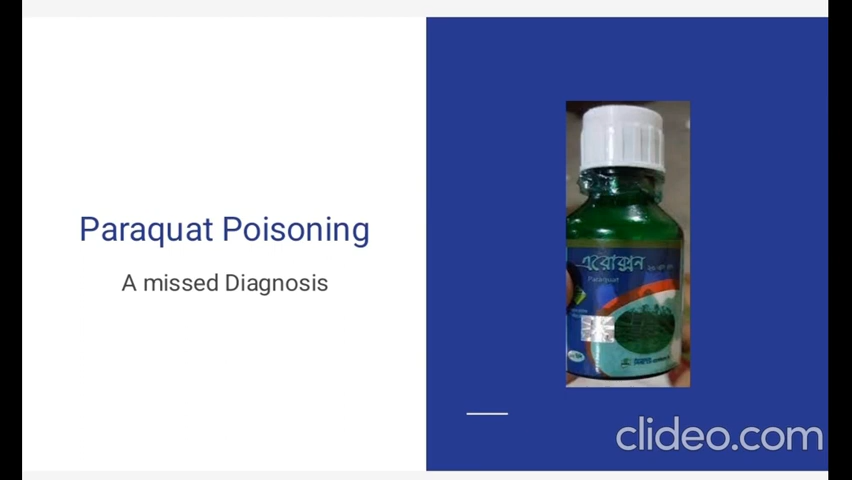 Paraquat Poisoning
A missed Diagnosis
এরোক্সন
Paraquat
clideo.com